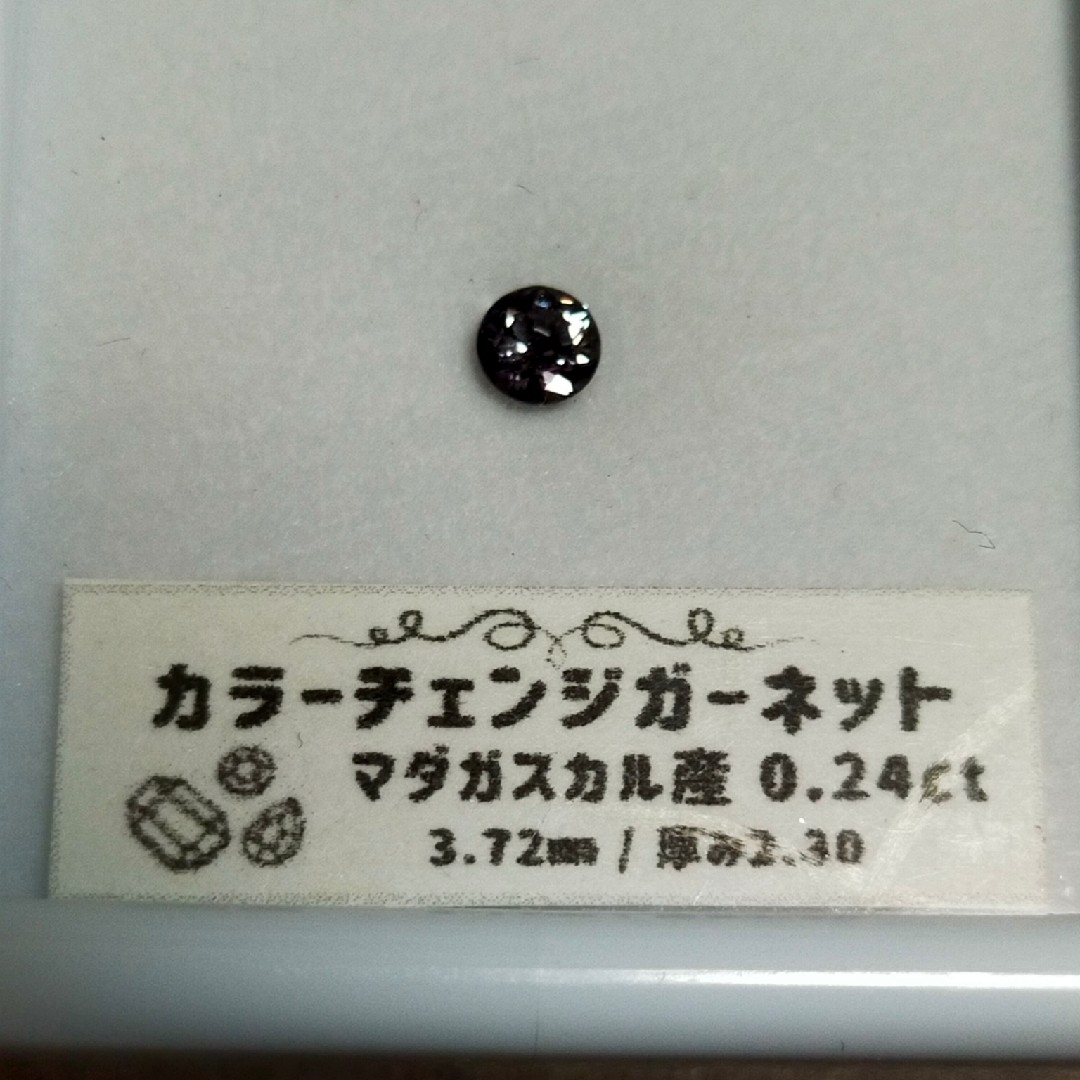 カラーチェンジガーネット
マダガスカル産 0.24ct
3.72mm / 厚み2.30